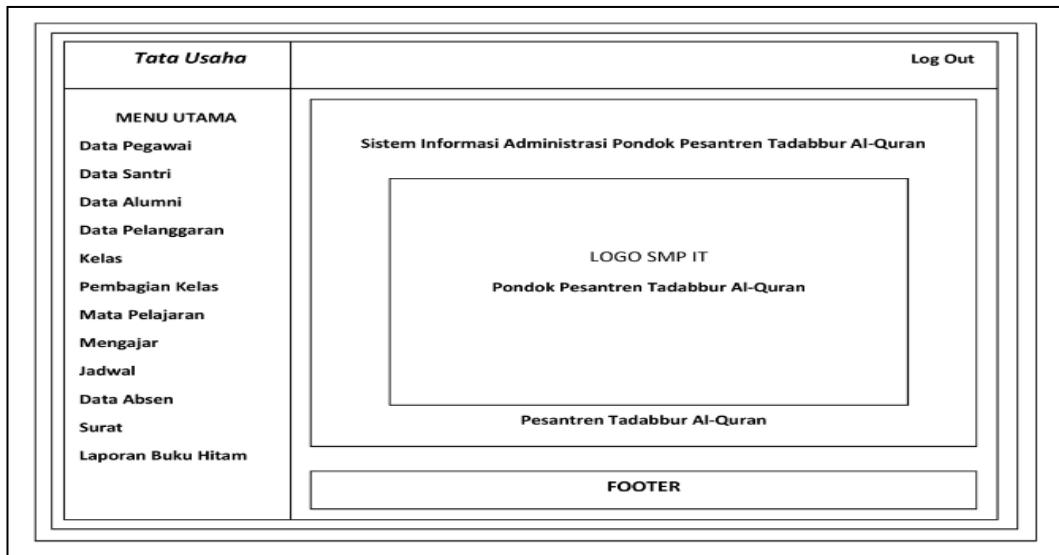 Tata Usaha
Log Out
MENU UTAMA
Data Pegawai
Data Santri
Data Alumni
Data Pelanggaran
Kelas
Pembagian Kelas
Mata Pelajaran
Mengajar
Jadwal
Data Absen
Surat
Laporan Buku Hitam
Sistem Informasi Administrasi Pondok Pesantren Tadabbur Al-Quran
LOGO SMP IT
Pondok Pesantren Tadabbur Al-Quran
Pesantren Tadabbur Al-Quran
FOOTER